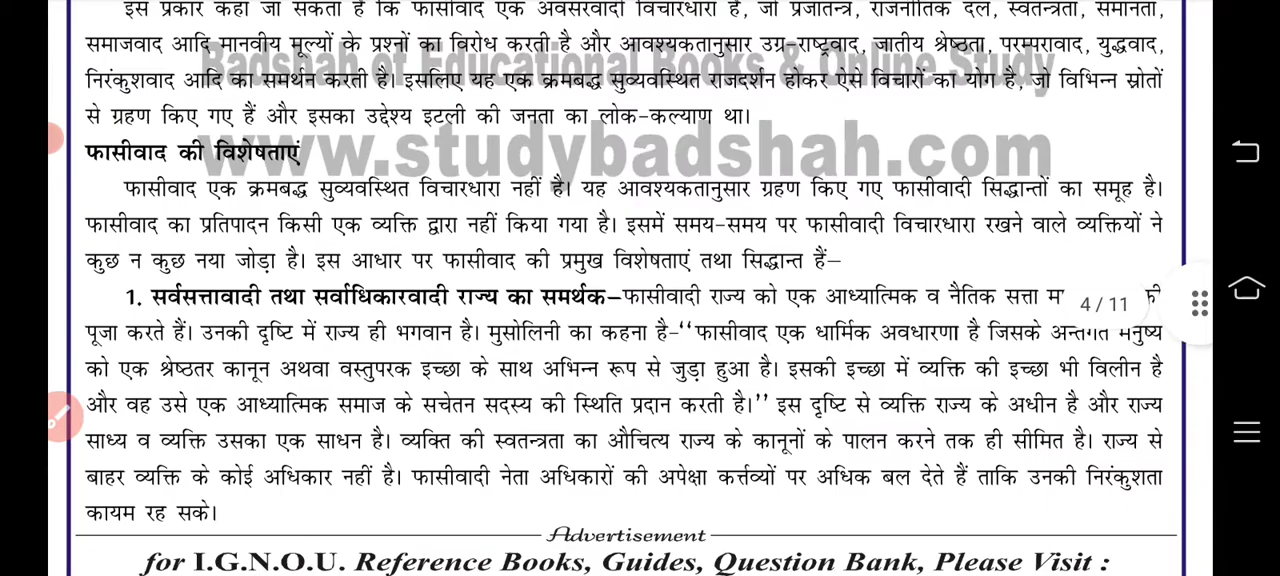 इस प्रकार कहा जा सकता है कि फासीवाद एक अवसरवादी विचारधारा है, जो प्रजातन्त्र, राजनीतिक दल, स्वतन्त्रता, समानता,
समाजवाद आदि मानवीय मूल्यों के प्रश्नों का विरोध करती है और आवश्यकतानुसार उग्र-राष्ट्रवाद, जातीय श्रेष्ठता, परम्परावाद, युद्धवाद,
Badshah of Educational Books & Online Study
निरंकुशवाद आदि का समर्थन करती है। इसलिए यह एक क्रमबद्ध सुव्यवस्थित राजदर्शन होकर ऐसे विचारों का योग है, जो विभिन्न स्रोतों
से ग्रहण किए गए हैं और इसका उद्देश्य इटली की जनता का लोक-कल्याण था।
www.studybadshah.com
फासीवाद की विशेषताएं
फासीवाद एक क्रमबद्ध सुव्यवस्थित विचारधारा नहीं है। यह आवश्यकतानुसार ग्रहण किए गए फासीवादी सिद्धान्तों का समूह है।
फासीवाद का प्रतिपादन किसी एक व्यक्ति द्वारा नहीं किया गया है। इसमें समय-समय पर फासीवादी विचारधारा रखने वाले व्यक्तियों ने
कुछ न कुछ नया जोड़ा है। इस आधार पर फासीवाद की प्रमुख विशेषताएं तथा सिद्धान्त हैं–
1. सर्वसत्तावादी तथा सर्वाधिकारवादी राज्य का समर्थक–फासीवादी राज्य को एक आध्यात्मिक व नैतिक सत्ता
4/11
पूजा करते हैं। उनकी दृष्टि में राज्य ही भगवान है। मुसोलिनी का कहना है-"फासीवाद एक धार्मिक अवधारणा है जिसके अन्तर्गत मनुष्य
को एक श्रेष्ठतर कानून अथवा वस्तुपरक इच्छा के साथ अभिन्न रूप से जुड़ा हुआ है। इसकी इच्छा में व्यक्ति की इच्छा भी विलीन है
और वह उसे एक आध्यात्मिक समाज के सचेतन सदस्य की स्थिति प्रदान करती है।" इस दृष्टि से व्यक्ति राज्य के अधीन है और राज्य
साध्य व व्यक्ति उसका एक साधन है। व्यक्ति की स्वतन्त्रता का औचित्य राज्य के कानूनों के पालन करने तक ही सीमित है। राज्य से
बाहर व्यक्ति के कोई अधिकार नहीं है। फासीवादी नेता अधिकारों की अपेक्षा कर्त्तव्यों पर अधिक बल देते हैं ताकि उनकी निरंकुशता
कायम रह सके।
Advertisement
for I.G.N.O.U. Reference Books, Guides, Question Bank, Please Visit :